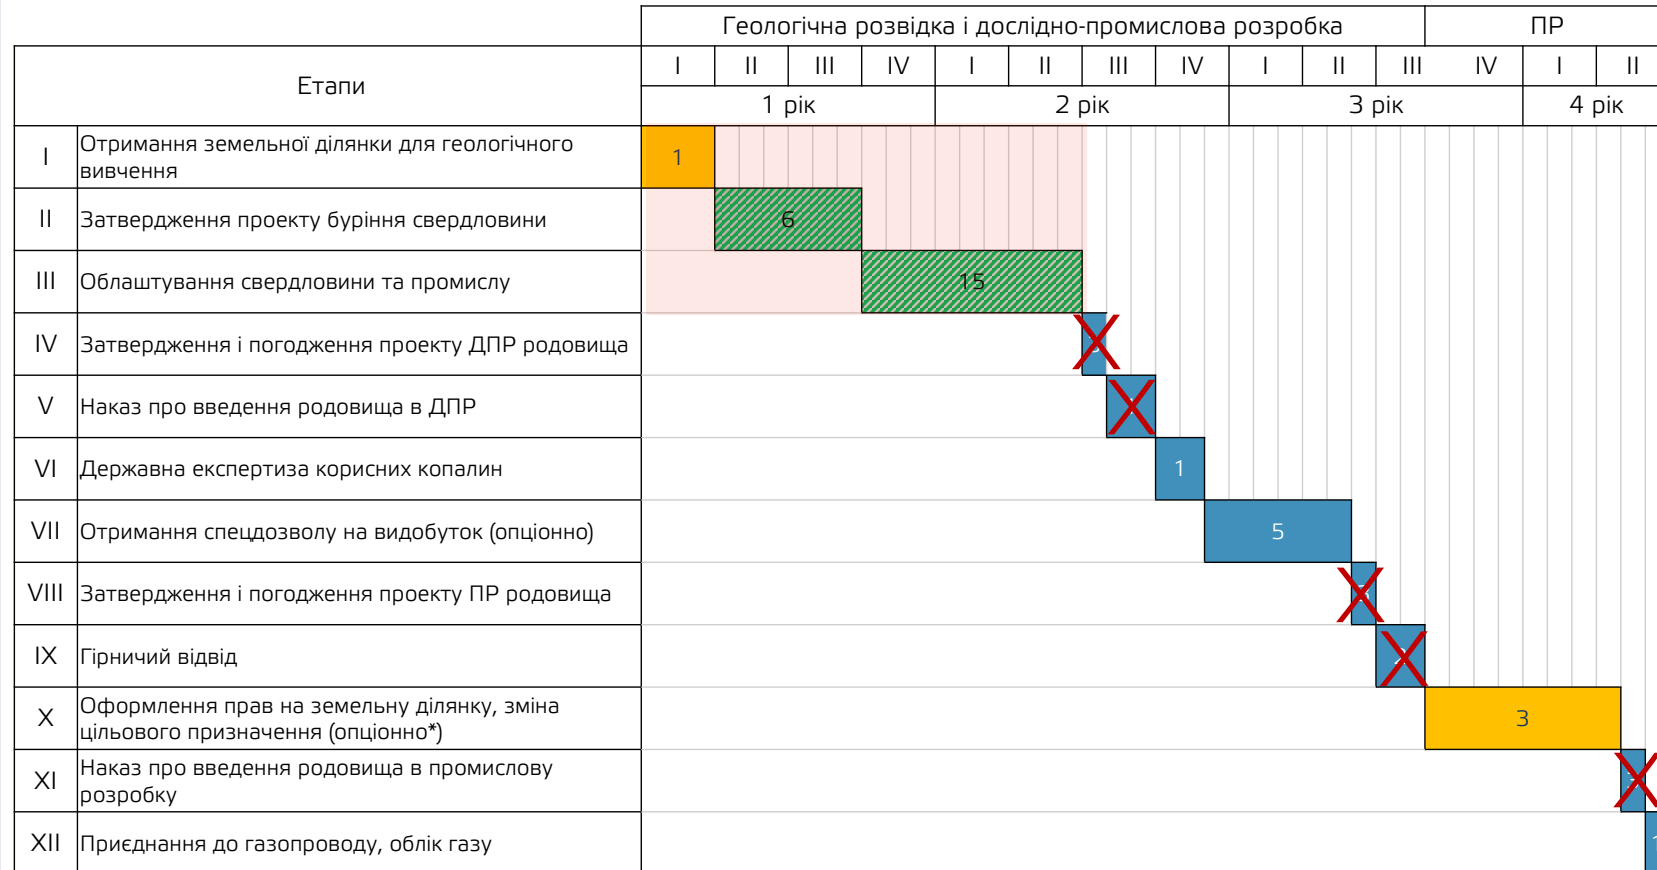 Геологічна розвідка і дослідно-промислова розробка ПР
Етапи
I II III IV I II III IV I II III IV I II
1 рік 2 рік 3 рік 4 рік
I Отримання земельної ділянки для геологічного
вивчення
1
II Затвердження проекту буріння свердловини 6
III Облаштування свердловини та промислу 15
IV Затвердження і погодження проекту ДПР родовища
V Наказ про введення родовища в ДПР
VI Державна експертиза корисних копалин 1
VII Отримання спецдозволу на видобуток (опціонно) 5
VIII Затвердження і погодження проекту ПР родовища
IX Гірничий відвід
X Оформлення прав на земельну ділянку, зміна
цільового призначення (опціонно*)
3
XI Наказ про введення родовища в промислову
розробку
XII Приєднання до газопроводу, облік газу